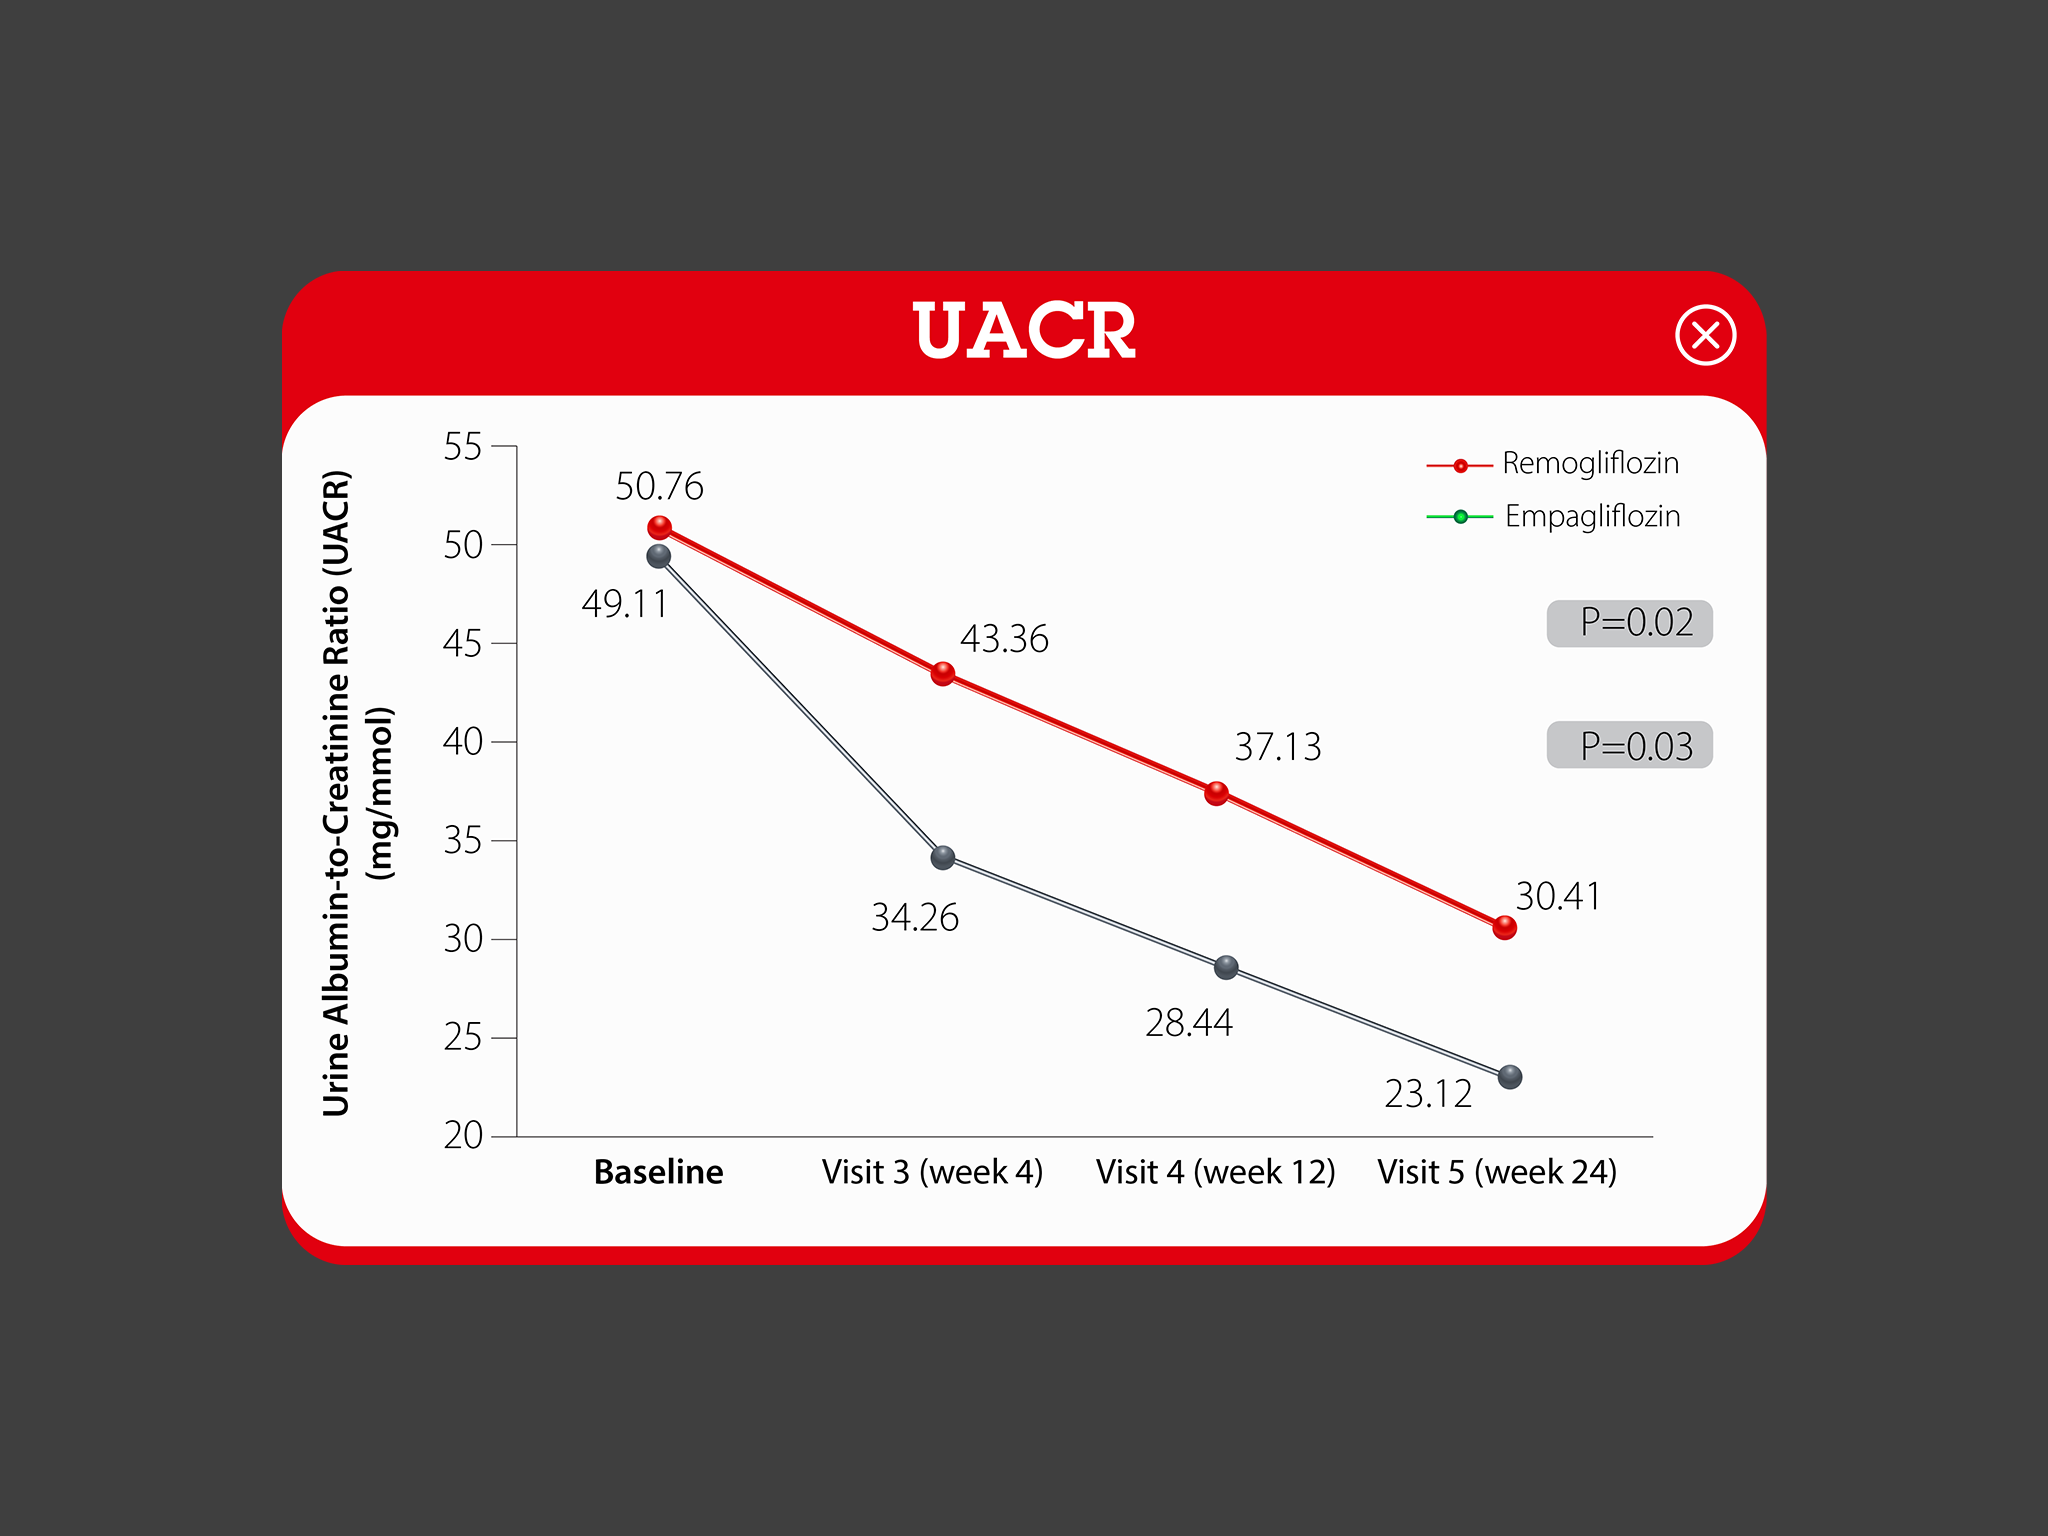 UACR
Urine Albumin-to-Creatinine Ratio (UACR)
(mg/mmol)
55
50
45
40
35
30
25
20
50.76
49.11
43.36
34.26
37.13
28.44
30.41
23.12
Remogliflozin
Empagliflozin
P=0.02
P=0.03
Baseline
Visit 3 (week 4)
Visit 4 (week 12)
Visit 5 (week 24)